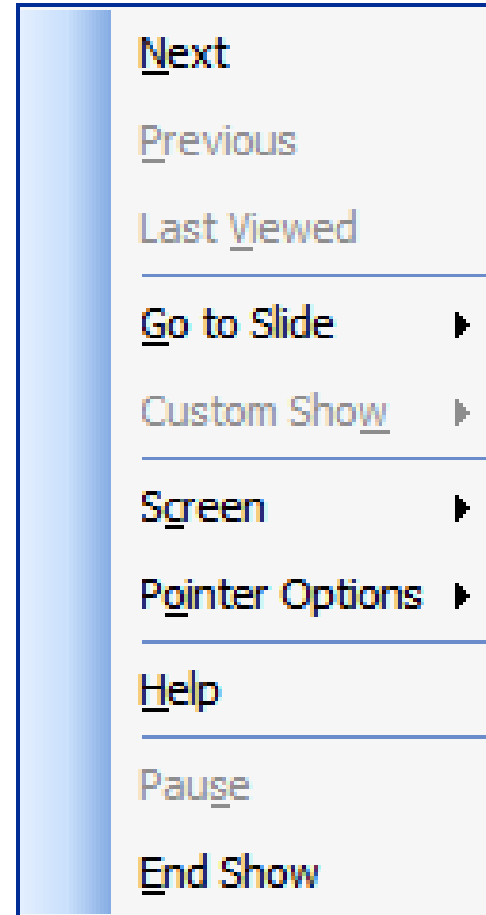 Next
Previous
Last Viewed
Go to Slide
Custom Show
Screen
Pointer Options
Help
Pause
End Show